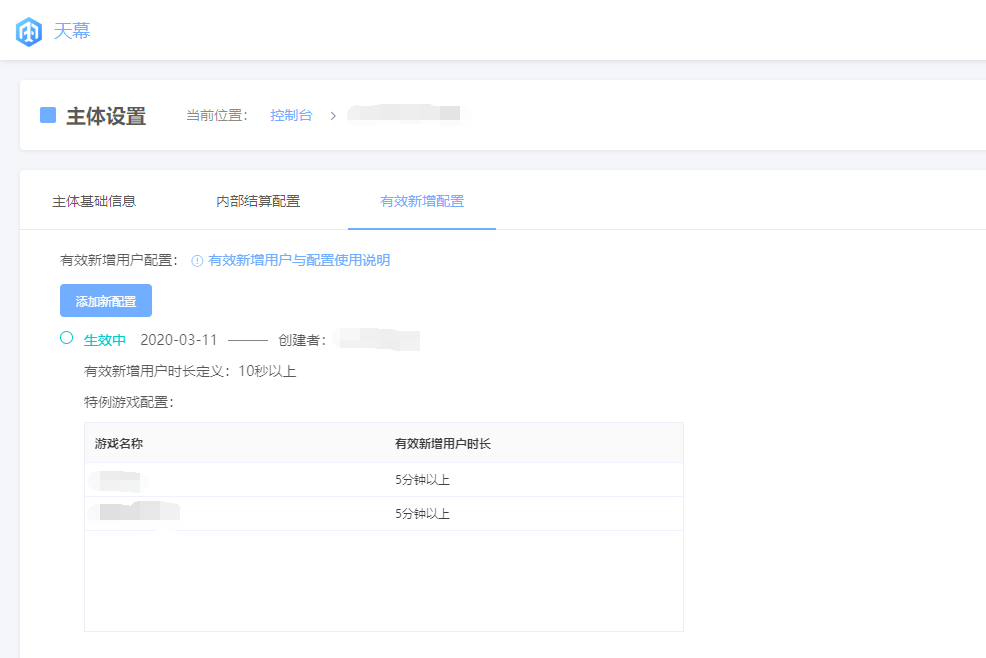 天幕
主体设置 当前位置： 控制台 >
主体基础信息 内部结算配置 有效新增配置
有效新增用户配置： 有效新增用户与配置使用说明
添加新配置
生效中 2020-03-11 创建者：
有效新增用户时长定义：10秒以上
特例游戏配置：
游戏名称 有效新增用户时长
5分钟以上
5分钟以上